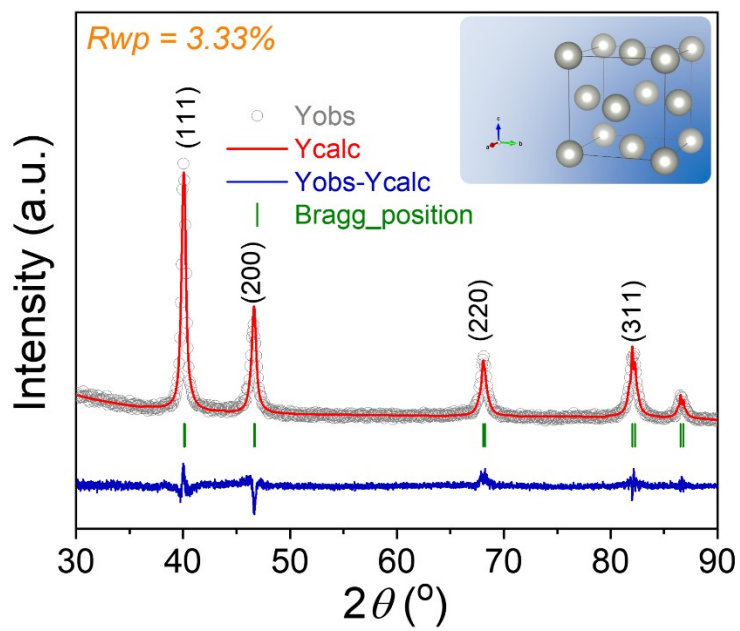 Rwp = 3.33%
c
a
b
(111)
Yobs
Ycalc
Yobs-Ycalc
Bragg_position
(200)
(220)
(311)
Intensity (a.u.)
30 40 50 60 70 80 90
2θ (°)